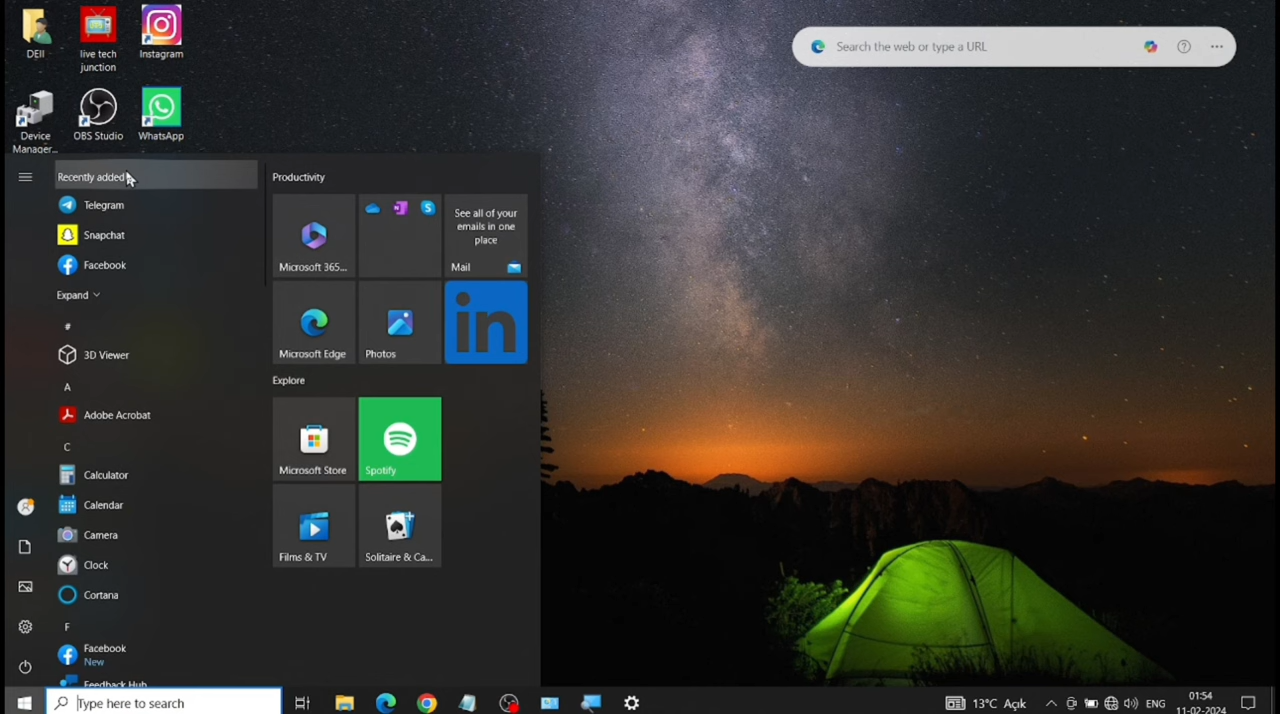 DEII
live tech
junction
Instagram
Device
Manager...
OBS Studio
WhatsApp
Search the web or type a URL
Recently added
Telegram
Snapchat
Facebook
Expand
#
3D Viewer
A
Adobe Acrobat
C
Calculator
Calendar
Camera
Clock
Cortana
F
Facebook
New
Feedback Hub
Productivity
Microsoft 365...
See all of your
emails in one
place
Mail
Microsoft Edge
Photos
in
Explore
Microsoft Store
Spotify
Films & TV
Solitaire & Ca...
Type here to search
13°C Açık
ENG
01:54
11-02-2024